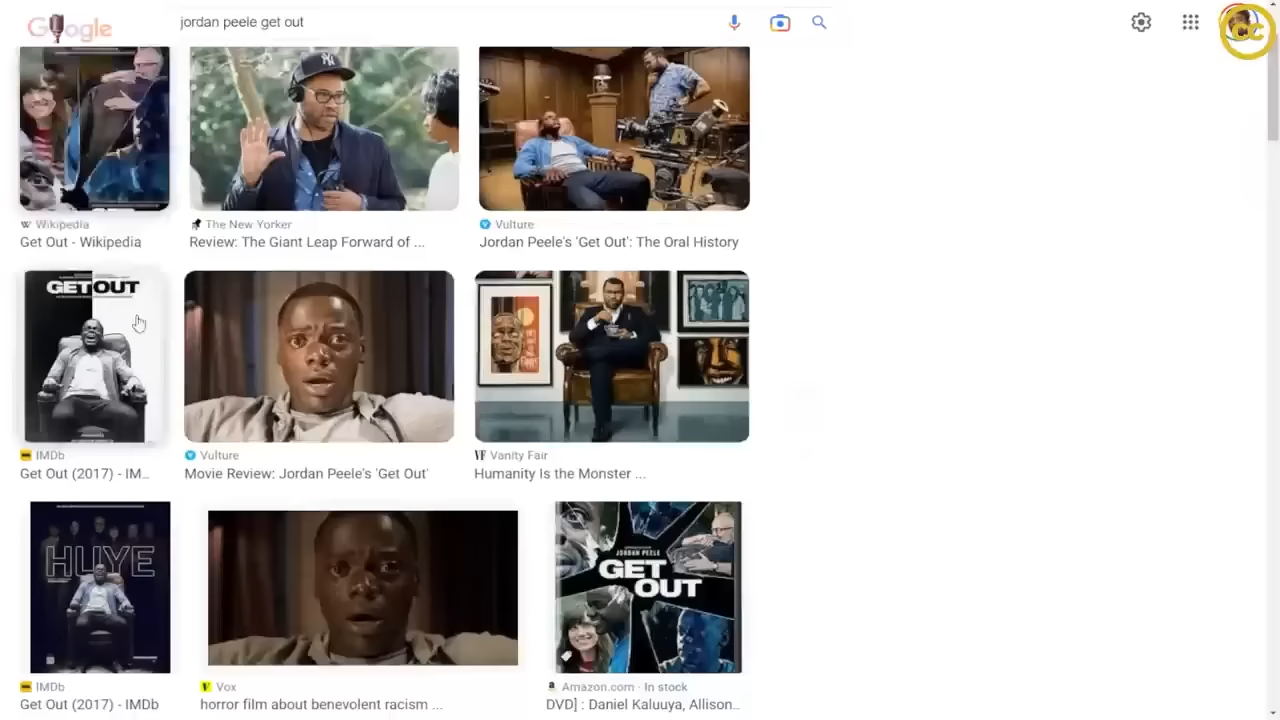 Google
jordan peele get out
CC
Wikipedia
Get Out - Wikipedia
The New Yorker
Review: The Giant Leap Forward of ...
Vulture
Jordan Peele's 'Get Out': The Oral History
A
GET OUT
IMDb
Get Out (2017) - IM...
Vulture
Movie Review: Jordan Peele's 'Get Out'
VF Vanity Fair
Humanity Is the Monster ...
HUYE
IMDb
Get Out (2017) - IMDb
V Vox
horror film about benevolent racism ...
JORDAN PEELE
GET
OUT
Amazon.com · In stock
DVD] : Daniel Kaluuya, Allison...